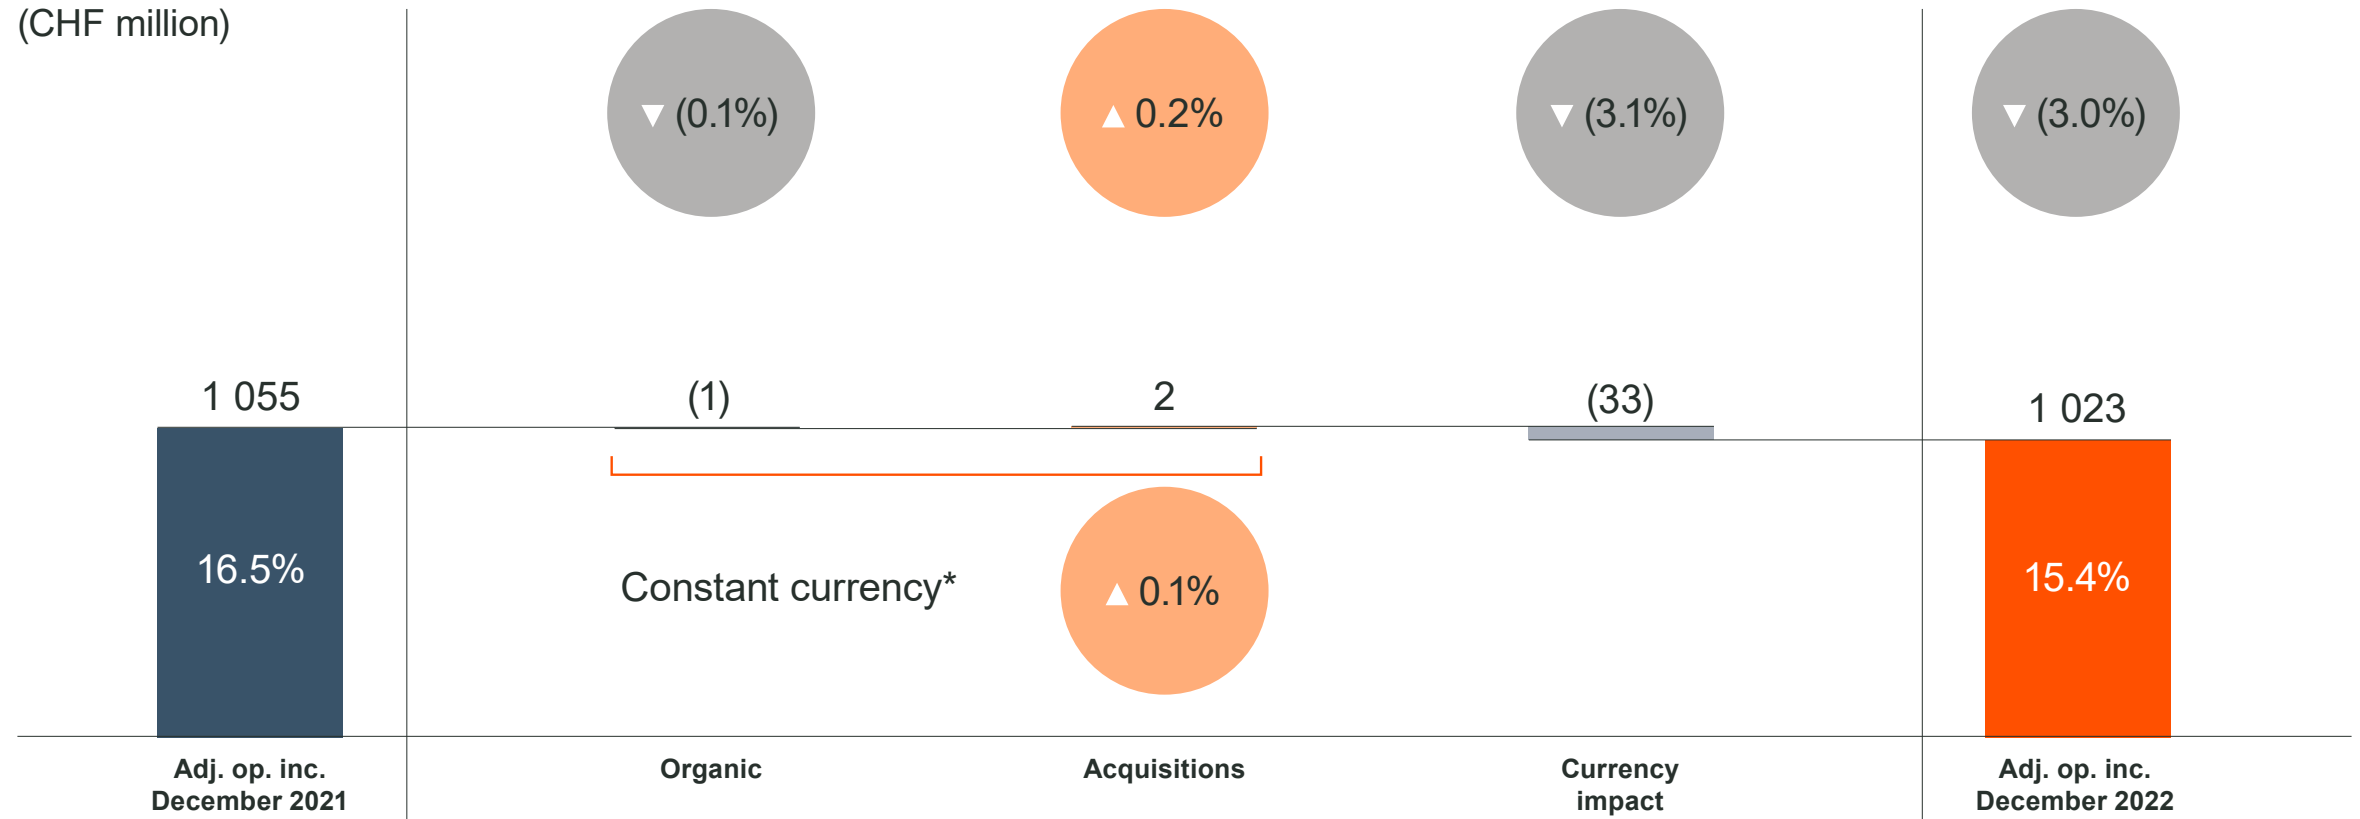 (CHF million)
▼ (0.1%)
▲ 0.2%
▼ (3.1%)
▼ (3.0%)
1 055
(1)
2
(33)
1 023
16.5%
Constant currency*
▲ 0.1%
15.4%
Adj. op. inc.
December 2021
Organic
Acquisitions
Currency
impact
Adj. op. inc.
December 2022